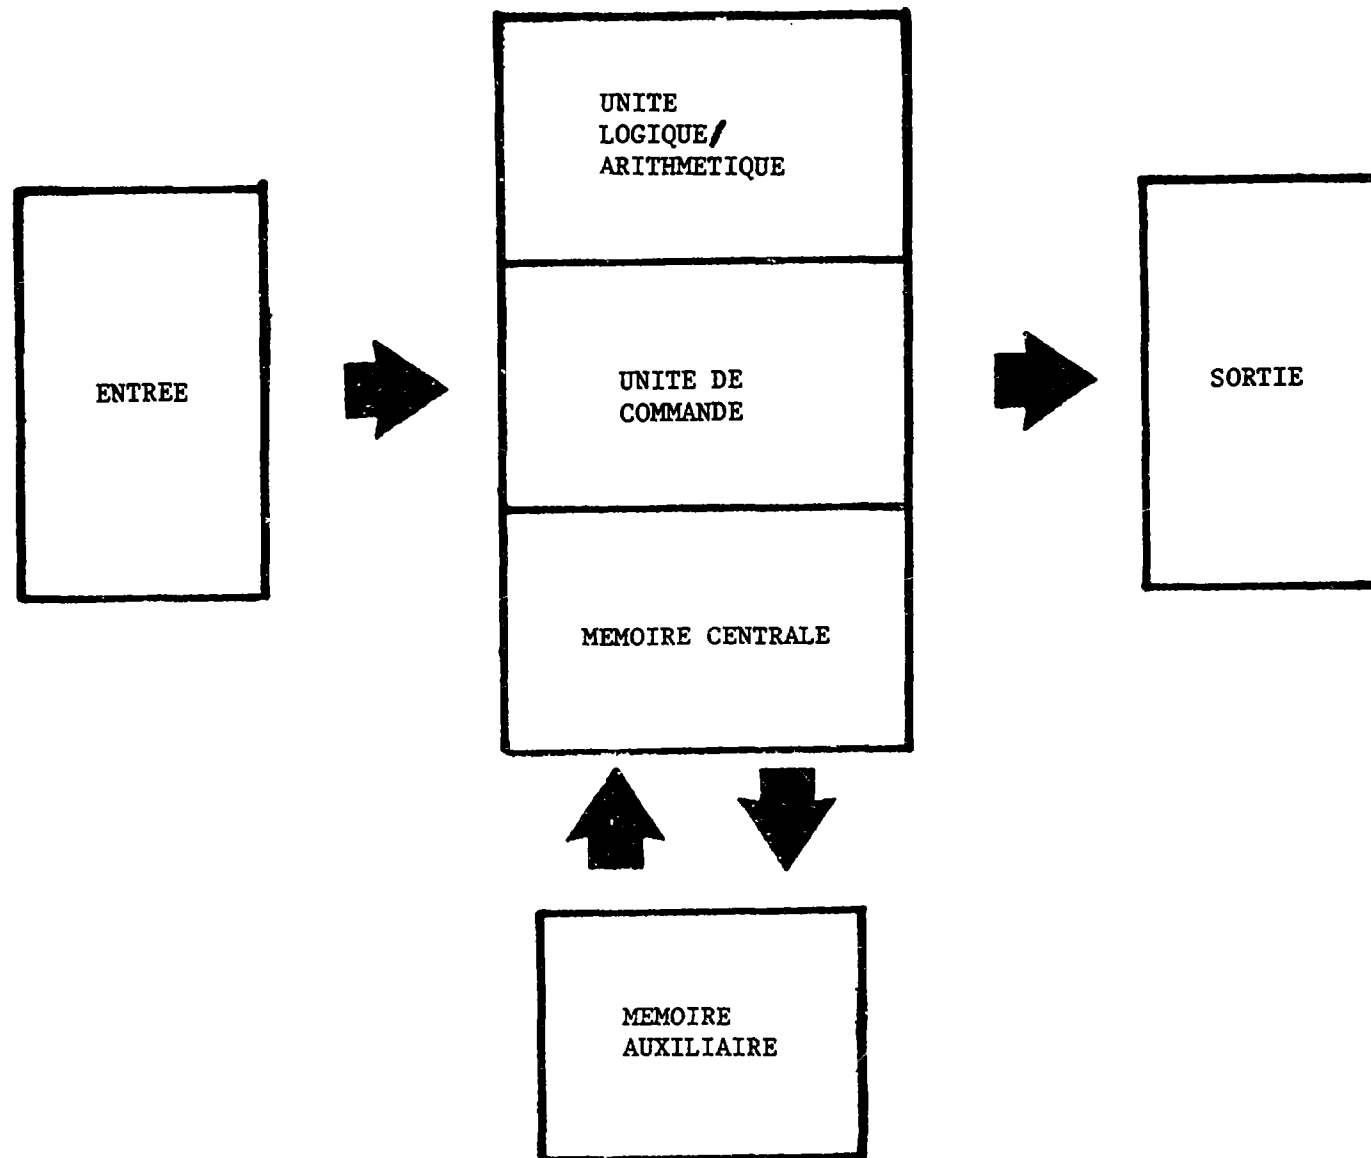 UNITE
LOGIQUE/
ARITHMETIQUE
ENTREE
UNITE DE
COMMANDE
SORTIE
MEMOIRE CENTRALE
MEMOIRE
AUXILIAIRE